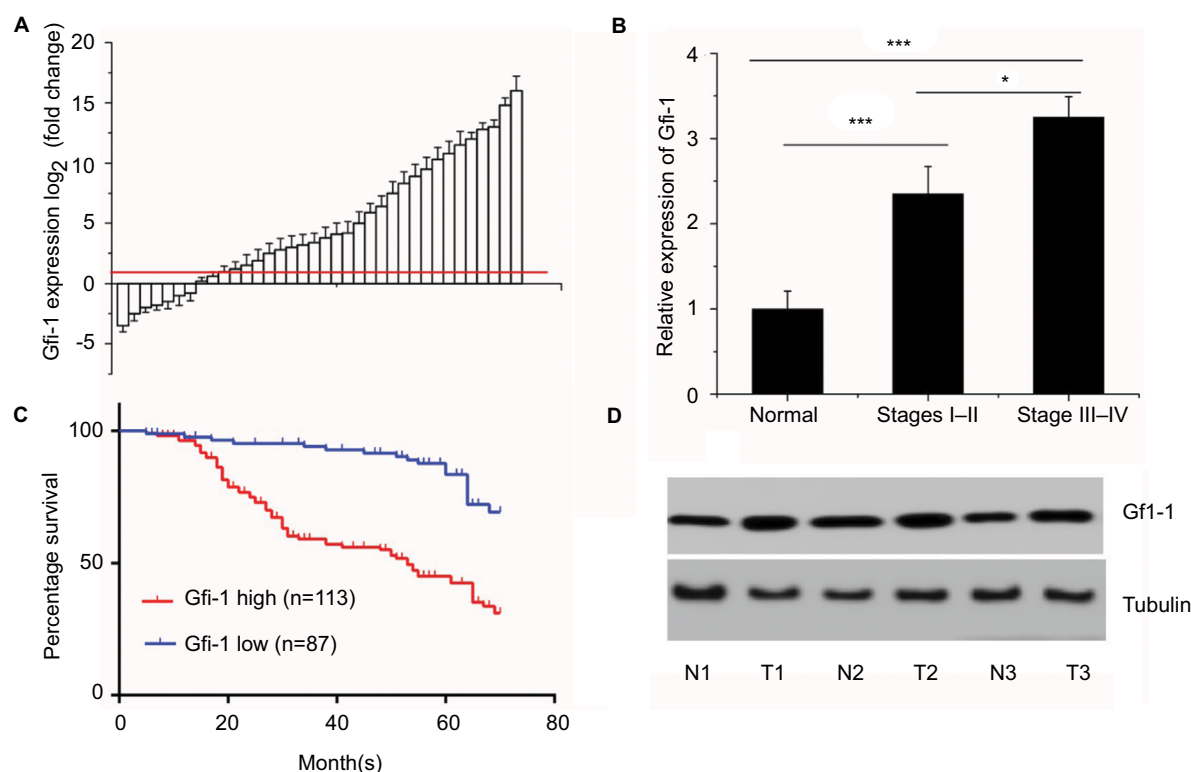 A
Gfi-1 expression log2 (fold change)
20
15
10
5
0
-5
B
Relative expression of Gfi-1
4
3
2
1
0
***
*
***
Normal
Stages I–II
Stage III–IV
C
Percentage survival
100
50
0
Gfi-1 high (n=113)
Gfi-1 low (n=87)
0
20
40
60
80
Month(s)
D
Gf1-1
Tubulin
N1
T1
N2
T2
N3
T3